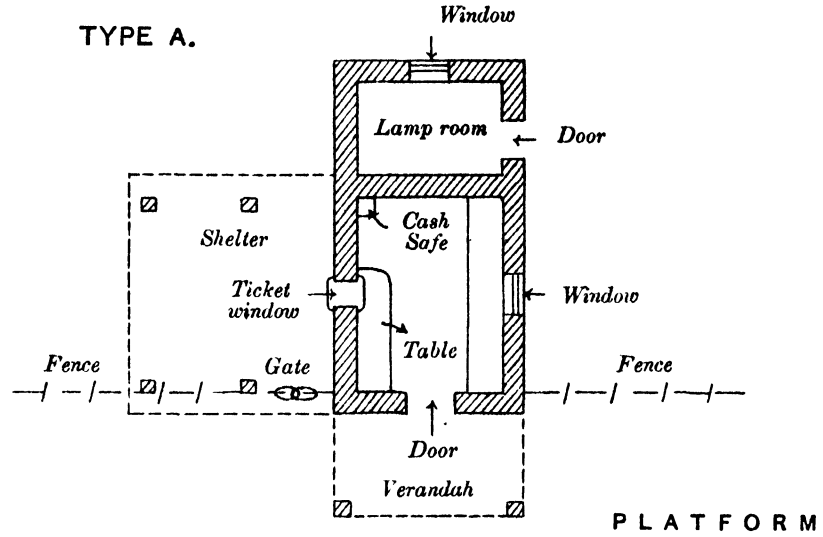 Window
TYPE A.
Lamp room
Door
Cash
Safe
Shelter
Ticket
window
Window
Table
Fence
Gate
Fence
Door
Verandah
PLATFORM